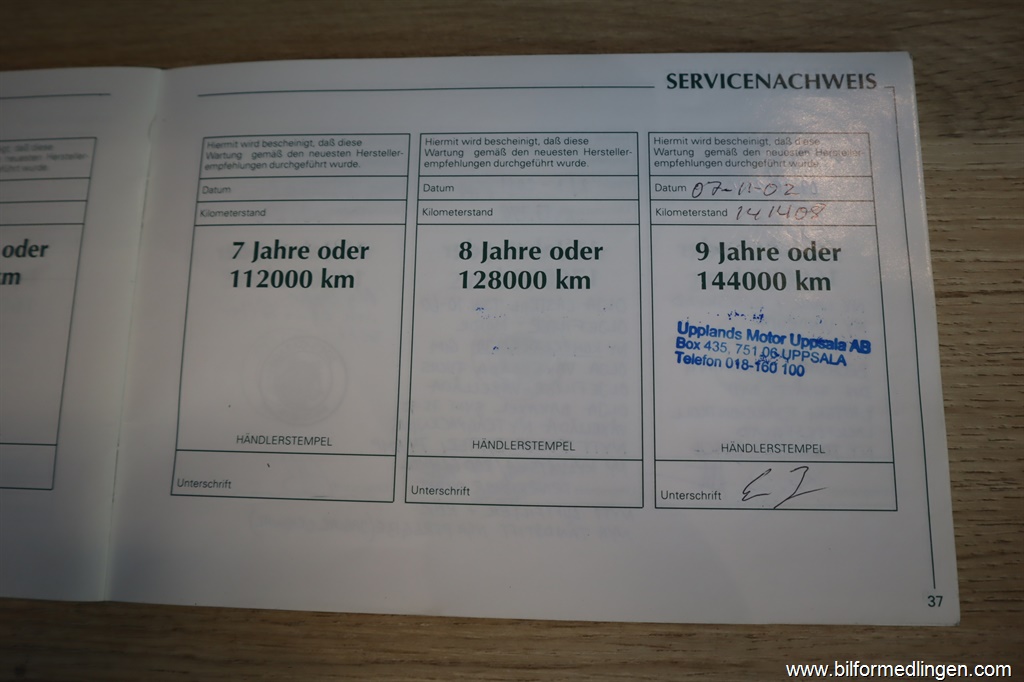 SERVICENACHWEIS
oder
m
Hiermit wird bescheinigt, daß diese
Wartung gemäß den neuesten Hersteller-
empfehlungen durchgeführt wurde.
Datum
Kilometerstand
7 Jahre oder
112000 km
HÄNDLERSTEMPEL
Unterschrift
Hiermit wird bescheinigt, daß diese
Wartung gemäß den neuesten Hersteller-
empfehlungen durchgeführt wurde.
Datum
Kilometerstand
8 Jahre oder
128000 km
HÄNDLERSTEMPEL
Unterschrift
Hiermit wird bescheinigt, daß diese
Wartung gemäß den neuesten Hersteller-
empfehlungen durchgeführt wurde.
Datum 07-11-02
Kilometerstand 141408
9 Jahre oder
144000 km
Upplands Motor Uppsala AB
Box 435, 751 06 UPPSALA
Telefon 018-160 100
HÄNDLERSTEMPEL
Unterschrift
37
www.bilformedlingen.com